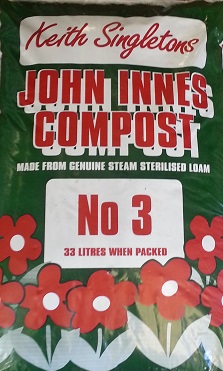 Keith Singletons
JOHN INNES
COMPOST
MADE FROM GENUINE STEAM STERILISED LOAM
No 3
33 LITRES WHEN PACKED